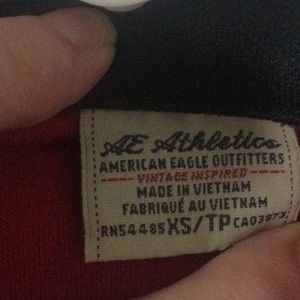 AE Athletics
AMERICAN EAGLE OUTFITTERS
VINTAGE INSPIRED
MADE IN VIETNAM
FABRIQUÉ AU VIETNAM
RN54485 XS/TP CA03873